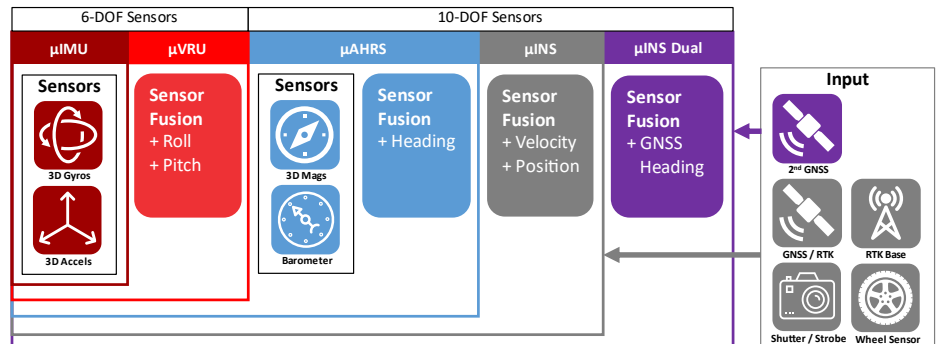 6-DOF Sensors
10-DOF Sensors
µIMU
µVRU
µAHRS
µINS
µINS Dual
Sensors
3D Gyros
3D Accels
Sensor
Fusion
+ Roll
+ Pitch
Sensors
3D Mags
Barometer
Sensor
Fusion
+ Heading
Sensor
Fusion
+ Velocity
+ Position
Sensor
Fusion
+ GNSS
Heading
Input
2nd GNSS
GNSS / RTK
RTK Base
Shutter / Strobe
Wheel Sensor